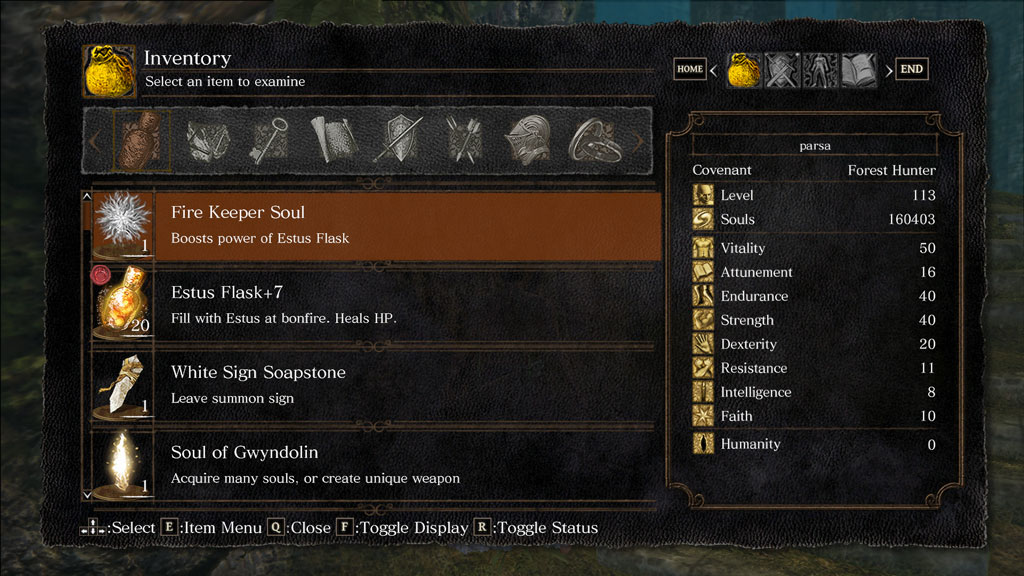 Inventory
Select an item to examine
HOME
END
Fire Keeper Soul
Boosts power of Estus Flask
1
Estus Flask+7
Fill with Estus at bonfire. Heals HP.
20
White Sign Soapstone
Leave summon sign
1
Soul of Gwyndolin
Acquire many souls, or create unique weapon
1
parsa
Covenant Forest Hunter
Level 113
Souls 160403
Vitality 50
Attunement 16
Endurance 40
Strength 40
Dexterity 20
Resistance 11
Intelligence 8
Faith 10
Humanity 0
:Select E:Item Menu Q:Close F:Toggle Display R:Toggle Status